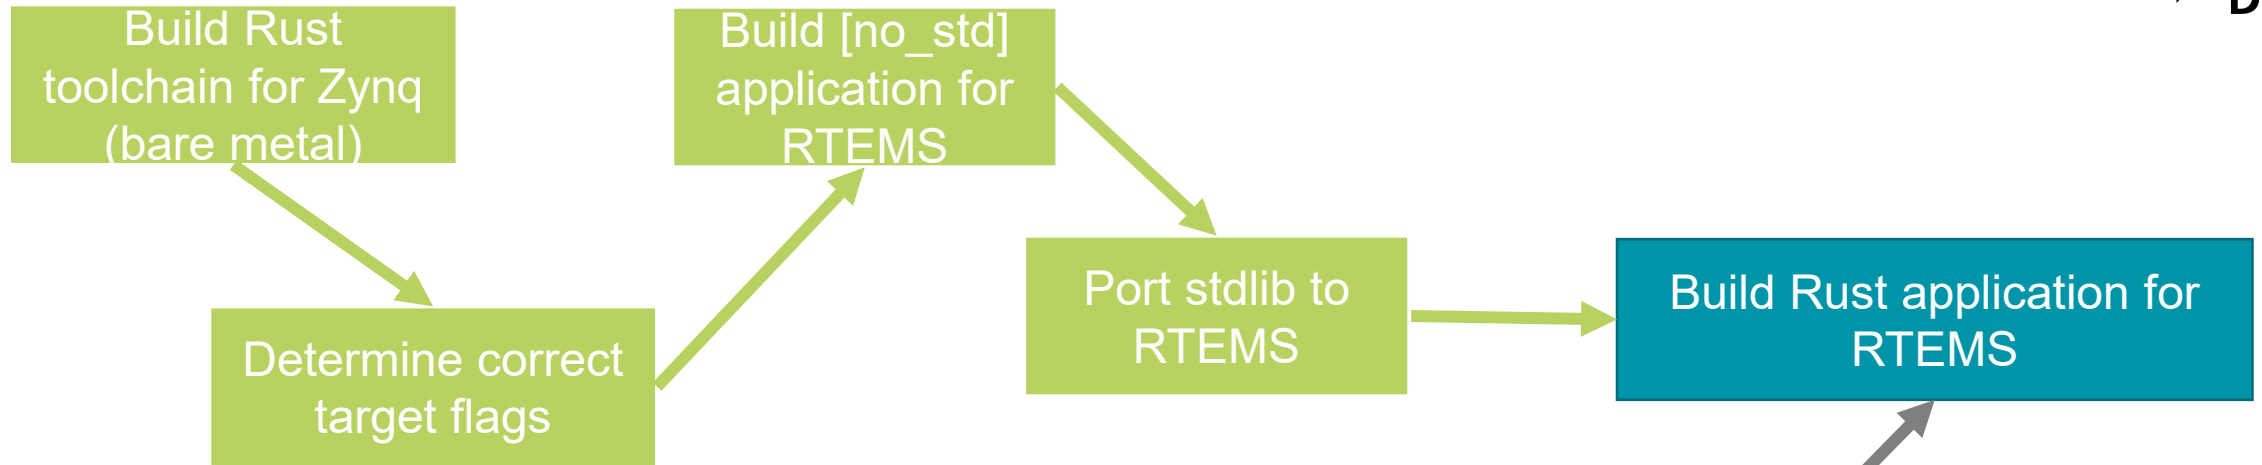 Build Rust
toolchain for Zynq
(bare metal)
Build [no_std]
application for
RTEMS
Determine correct
target flags
Port stdlib to
RTEMS
Build Rust application for
RTEMS